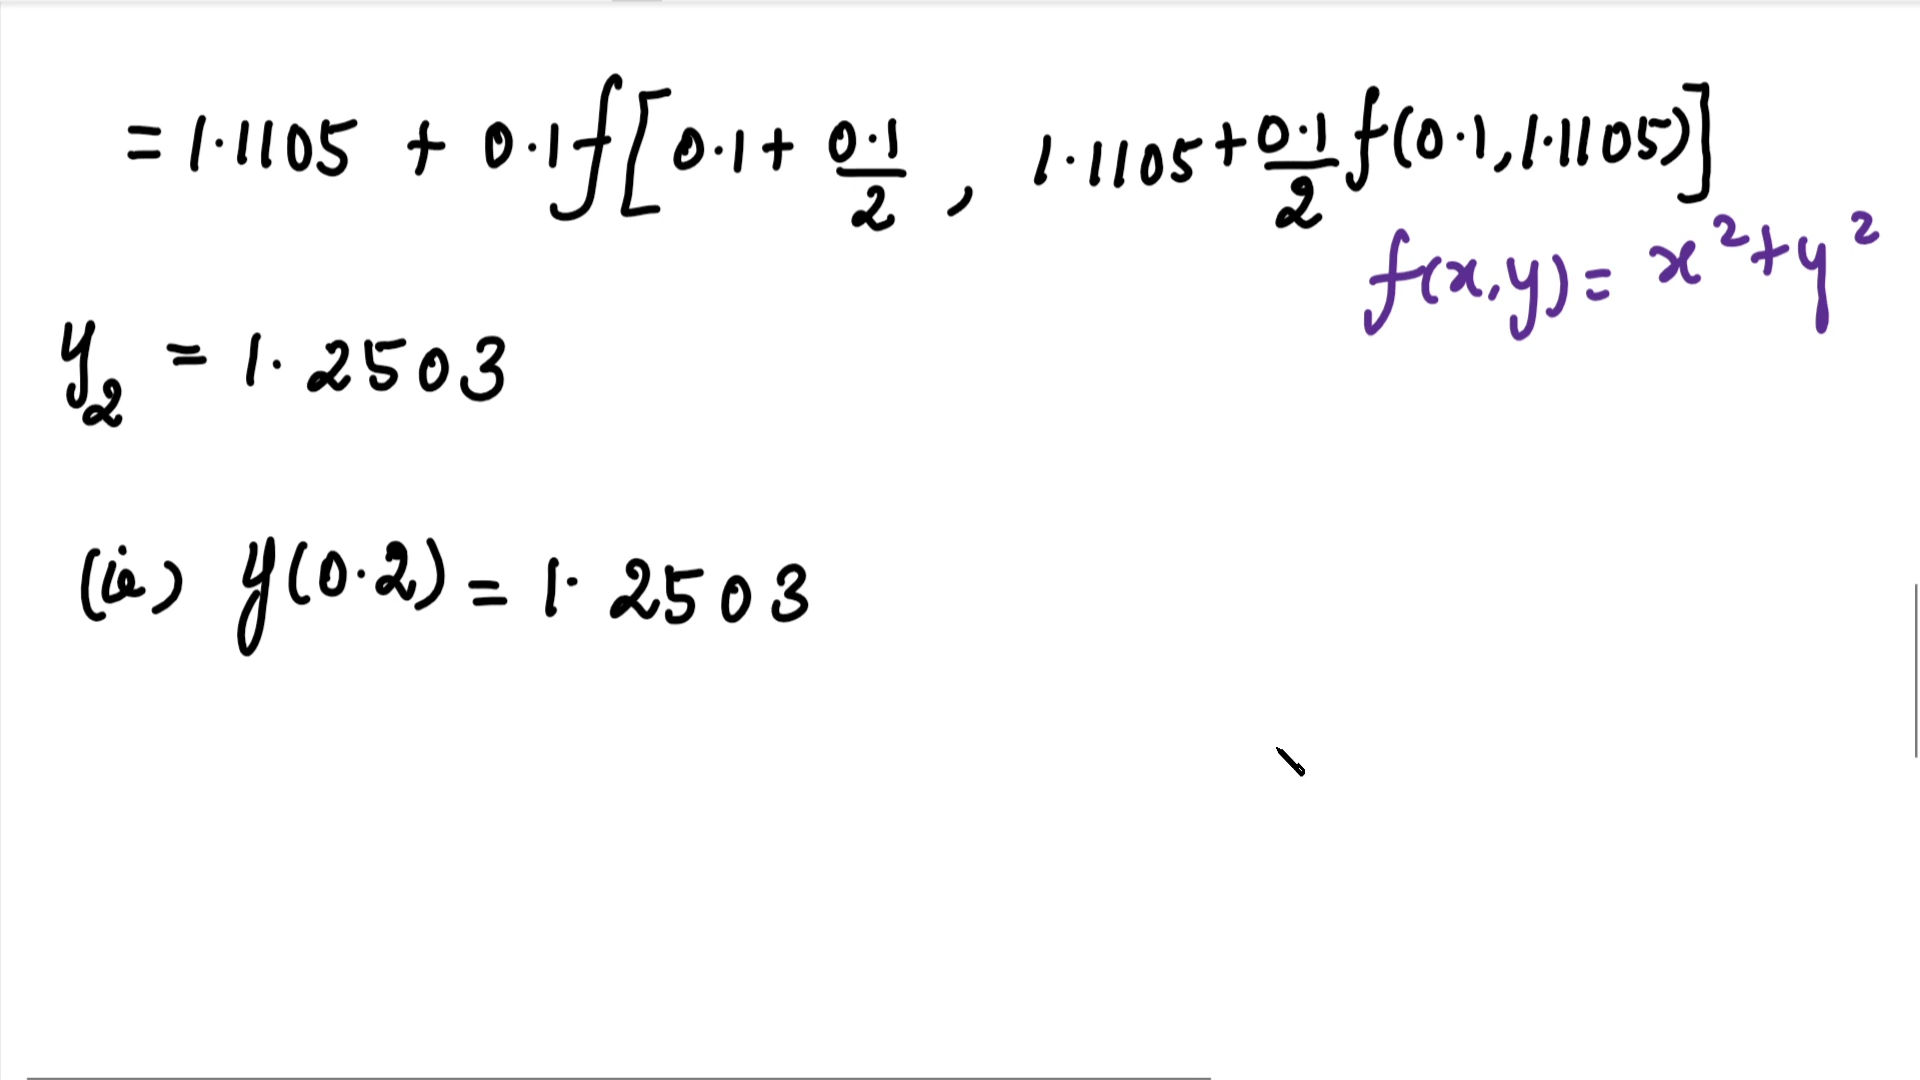 = 1.1105 + 0.1 f[0.1 + 0.1/2 , 1.1105 + 0.1/2 f(0.1, 1.1105)]
f(x,y) = x² + y²
y₂ = 1.2503
(ie) y(0.2) = 1.2503